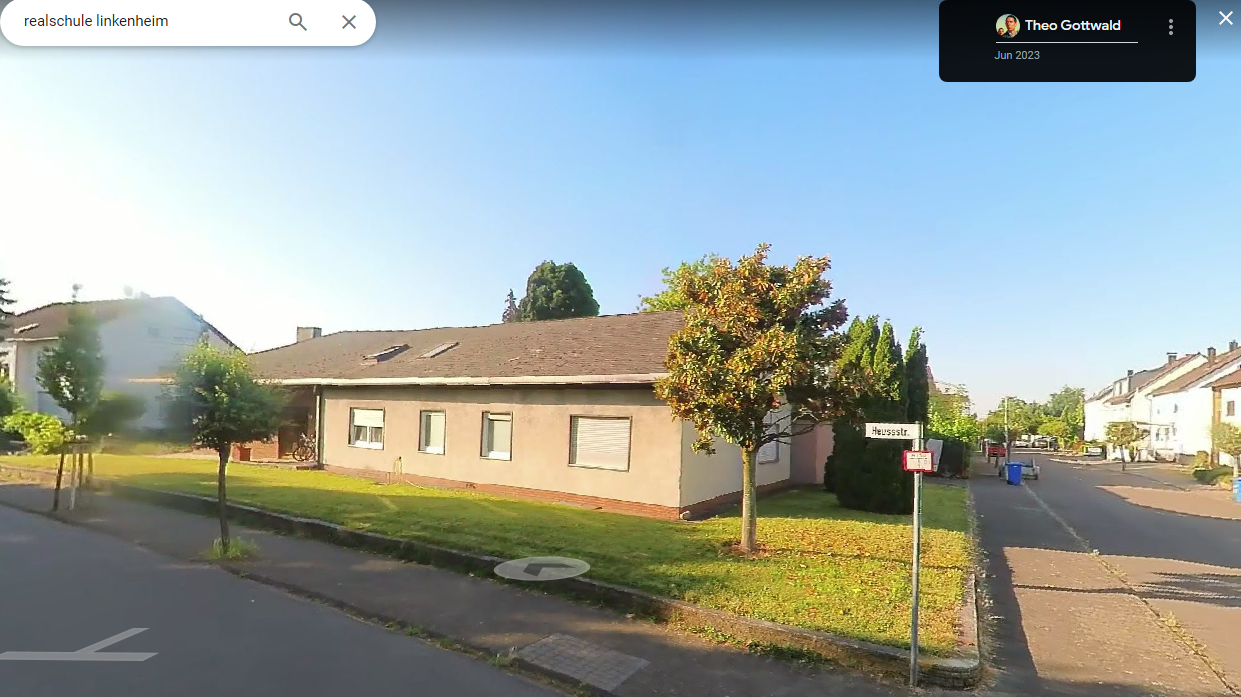 realschule linkenheim
Theo Gottwald
Jun 2023
Heussstr.